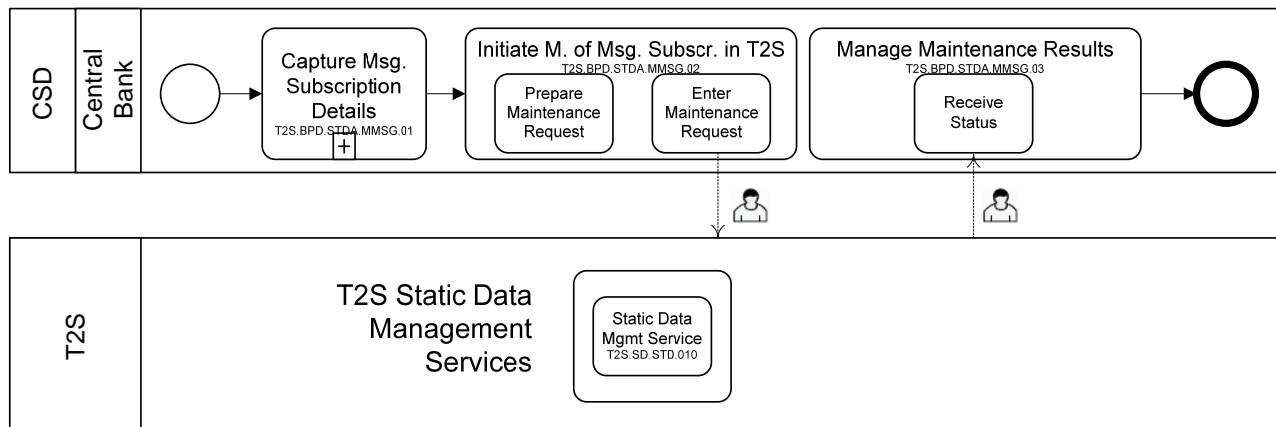 CSD
Central
Bank
Capture Msg.
Subscription
Details
T2S.BPD.STDA.MMSG.01
Initiate M. of Msg. Subscr. in T2S
T2S.BPD.STDA.MMSG.02
Prepare
Maintenance
Request
Enter
Maintenance
Request
Manage Maintenance Results
T2S.BPD.STDA.MMSG.03
Receive
Status
T2S
T2S Static Data
Management
Services
Static Data
Mgmt Service
T2S.SD.STD.010